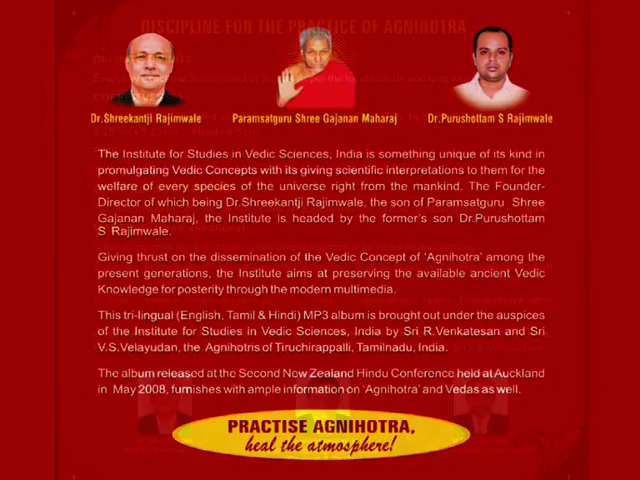 DISCIPLINE FOR THE PRACTICE OF AGNIHOTRA
Dr.Shreekantji Rajimwale Paramsatguru Shree Gajanan Maharaj Dr.Purushottam S Rajimwale
The Institute for Studies in Vedic Sciences, India is something unique of its kind in
promulgating Vedic Concepts with its giving scientific interpretations to them for the
welfare of every species of the universe right from the mankind. The Founder-
Director of which being Dr.Shreekantji Rajimwale, the son of Paramsatguru Shree
Gajanan Maharaj, the Institute is headed by the former's son Dr.Purushottam
S Rajimwale.
Giving thrust on the dissemination of the Vedic Concept of 'Agnihotra' among the
present generations, the Institute aims at preserving the available ancient Vedic
Knowledge for posterity through the modern multimedia.
This tri-lingual (English, Tamil & Hindi) MP3 album is brought out under the auspices
of the Institute for Studies in Vedic Sciences, India by Sri R.Venkatesan and Sri
V.S.Velayudan, the Agnihotris of Tiruchirappalli, Tamilnadu, India.
The album released at the Second New Zealand Hindu Conference held at Auckland
in May 2008, furnishes with ample information on 'Agnihotra' and Vedas as well.
PRACTISE AGNIHOTRA,
heal the atmosphere!